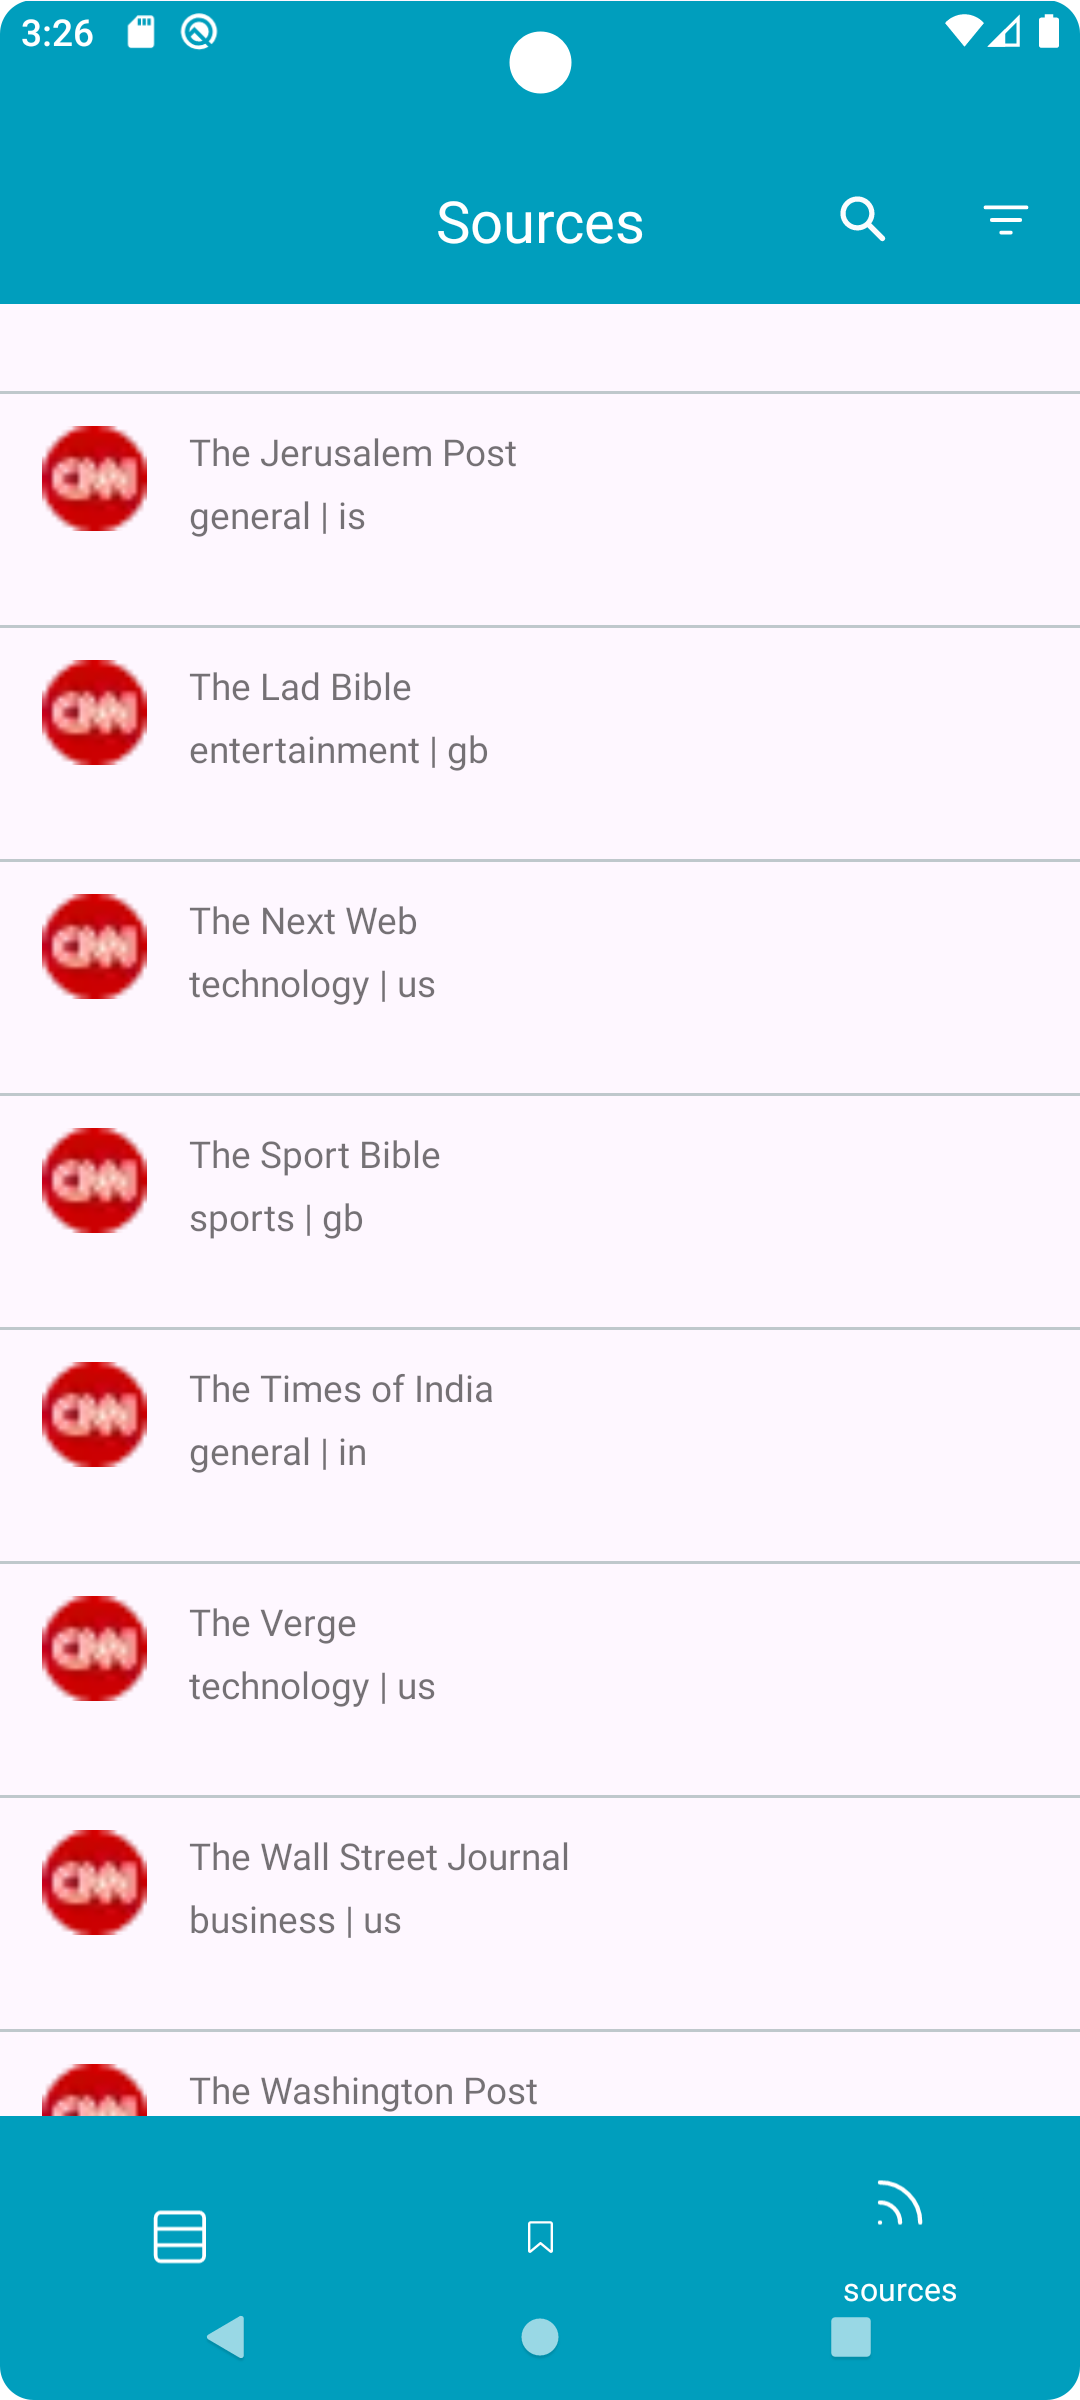 3:26
Sources
CNN
The Jerusalem Post
general | is
CNN
The Lad Bible
entertainment | gb
CNN
The Next Web
technology | us
CNN
The Sport Bible
sports | gb
CNN
The Times of India
general | in
CNN
The Verge
technology | us
CNN
The Wall Street Journal
business | us
CNN
The Washington Post
sources